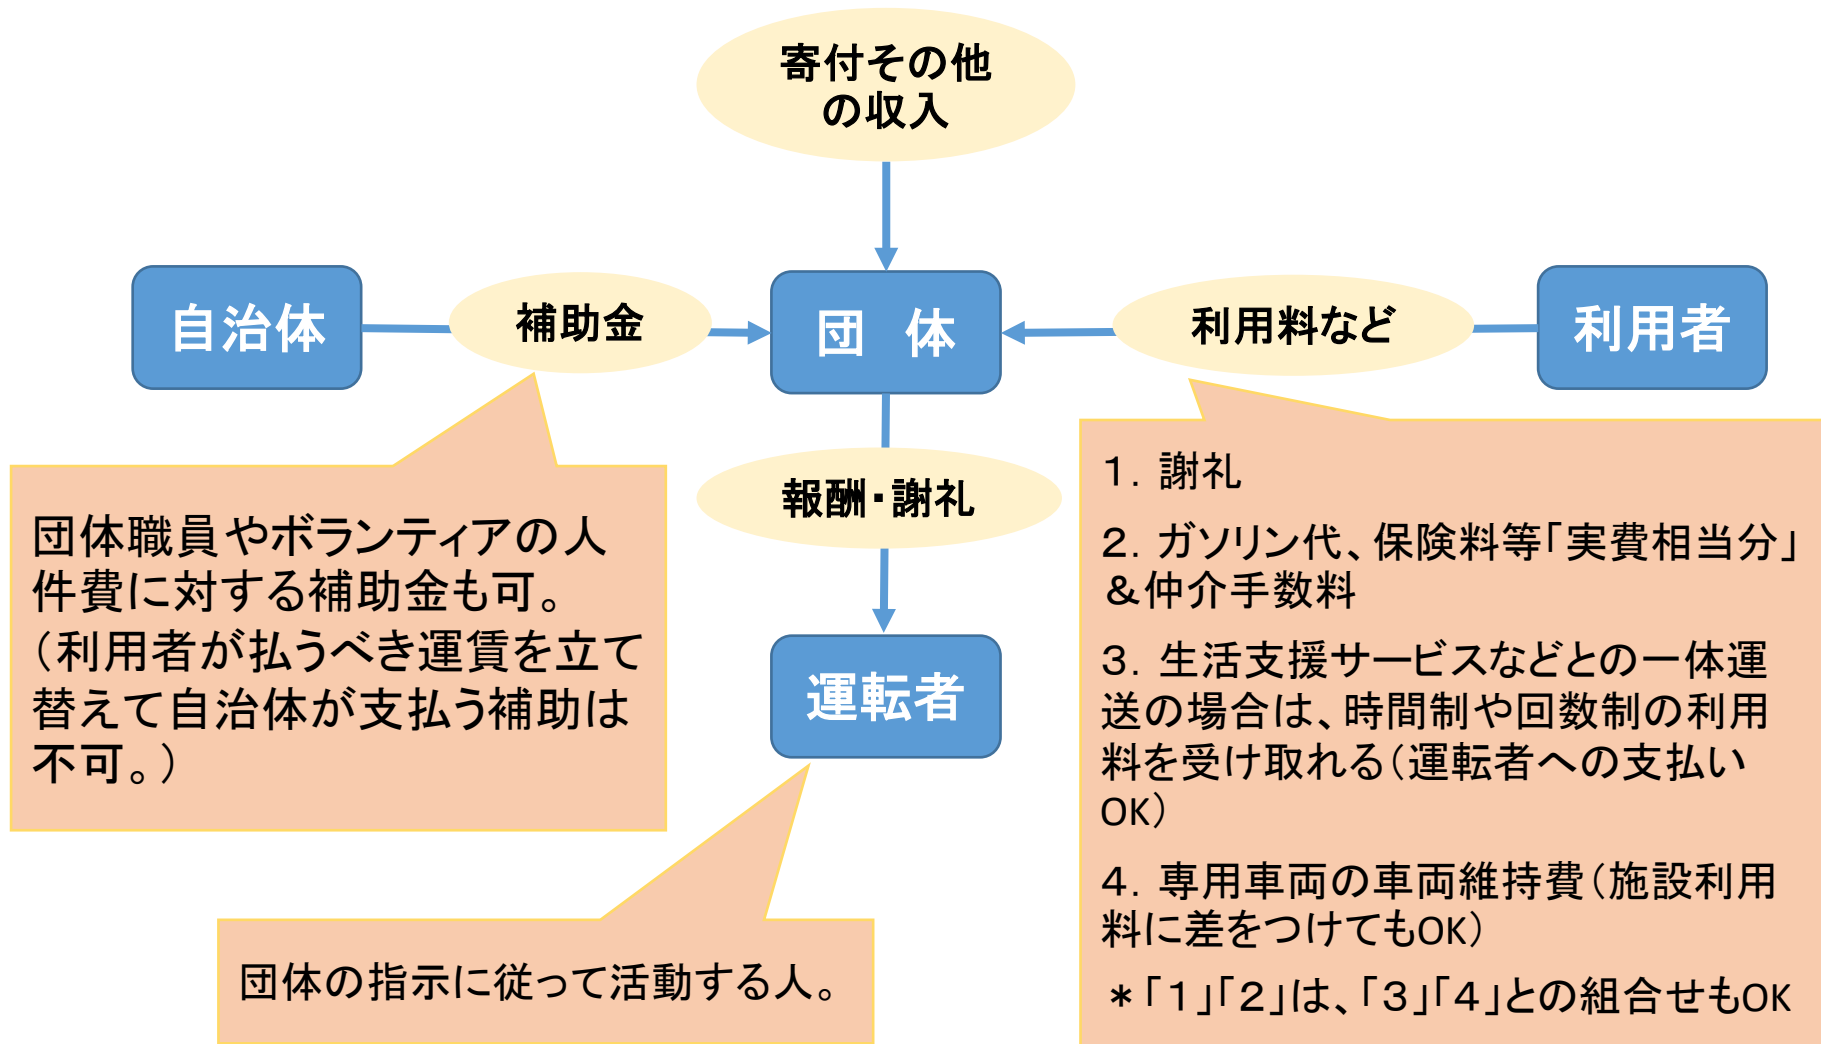 寄付その他
の収入
自治体
補助金
団　体
利用料など
利用者
報酬・謝礼
運転者
団体職員やボランティアの人
件費に対する補助金も可。
（利用者が払うべき運賃を立て
替えて自治体が支払う補助は
不可。）
団体の指示に従って活動する人。
１．謝礼
２．ガソリン代、保険料等「実費相当分」
＆仲介手数料
３．生活支援サービスなどとの一体運
送の場合は、時間制や回数制の利用
料を受け取れる（運転者への支払い
OK）
４．専用車両の車両維持費（施設利用
料に差をつけてもOK）
＊「１」「２」は、「３」「４」との組合せもOK